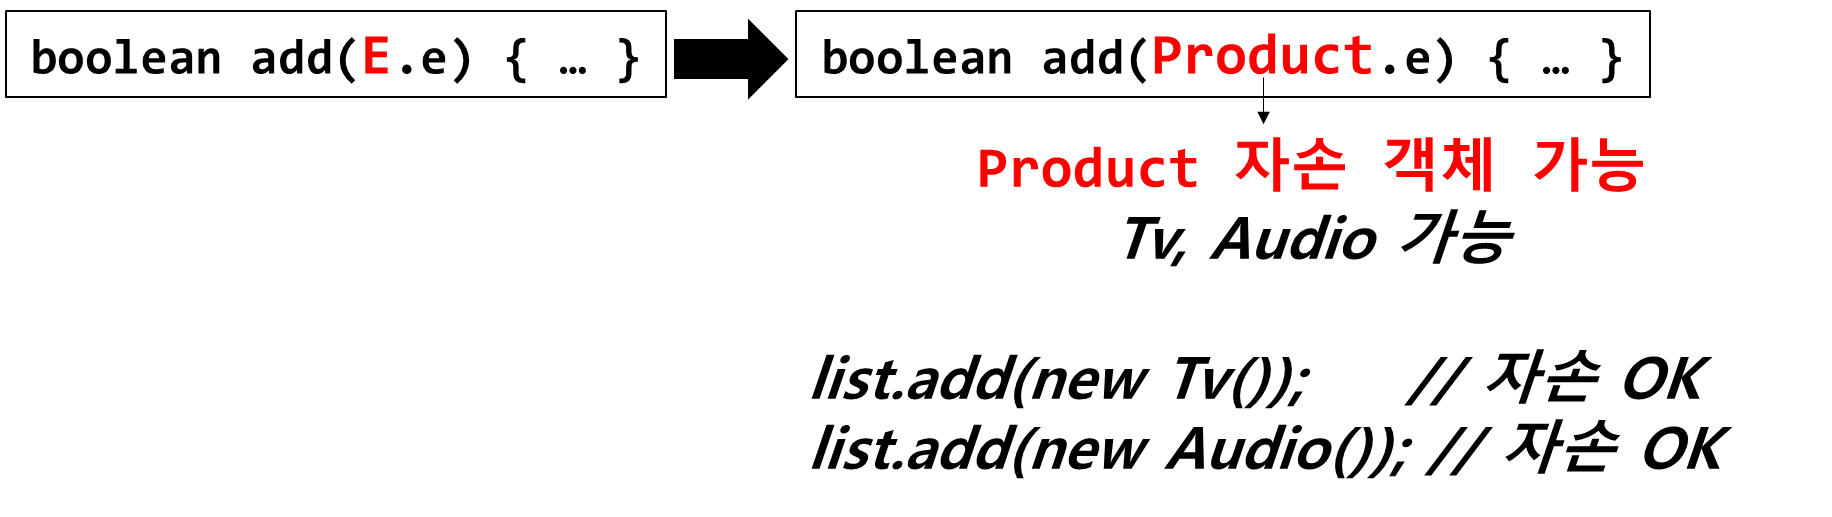 boolean add(E.e) { … }
boolean add(Product.e) { … }
Product 자손 객체 가능
Tv, Audio 가능
list.add(new Tv()); // 자손 OK
list.add(new Audio()); // 자손 OK